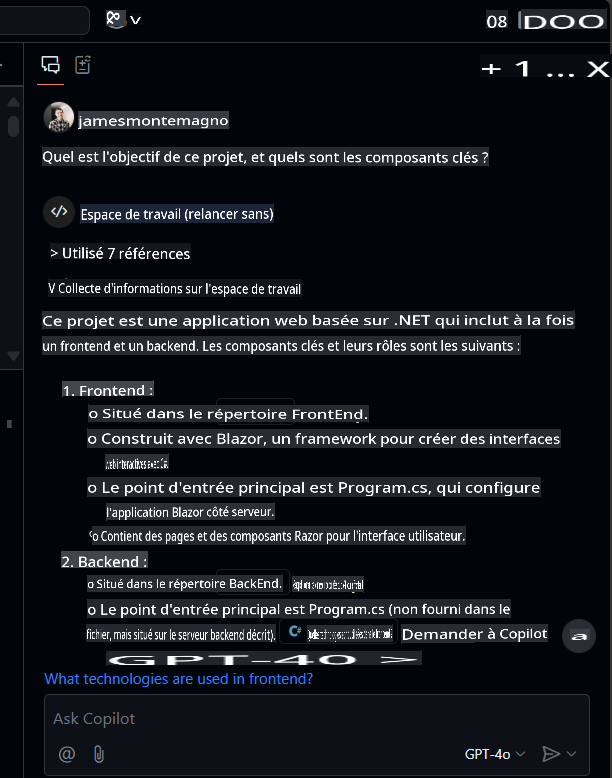 08 DOO
+ 1 ... X
jamesmontemagno
Quel est l'objectif de ce projet, et quels sont les composants clés ?
Espace de travail (relancer sans)
> Utilisé 7 références
V Collecte d'informations sur l'espace de travail
Ce projet est une application web basée sur .NET qui inclut à la fois
un frontend et un backend. Les composants clés et leurs rôles sont les suivants :
1. Frontend :
o Situé dans le répertoire FrontEnd.
o Construit avec Blazor, un framework pour créer des interfaces
web interactives avec C#.
o Le point d'entrée principal est Program.cs, qui configure
l'application Blazor côté serveur.
o Contient des pages et des composants Razor pour l'interface utilisateur.
2. Backend :
o Situé dans le répertoire BackEnd.
o Le point d'entrée principal est Program.cs (non fourni dans le
fichier, mais situé sur le serveur backend décrit). C# Demander à Copilot
a
GPT-4o >
What technologies are used in frontend?
Ask Copilot
@ GPT-4o